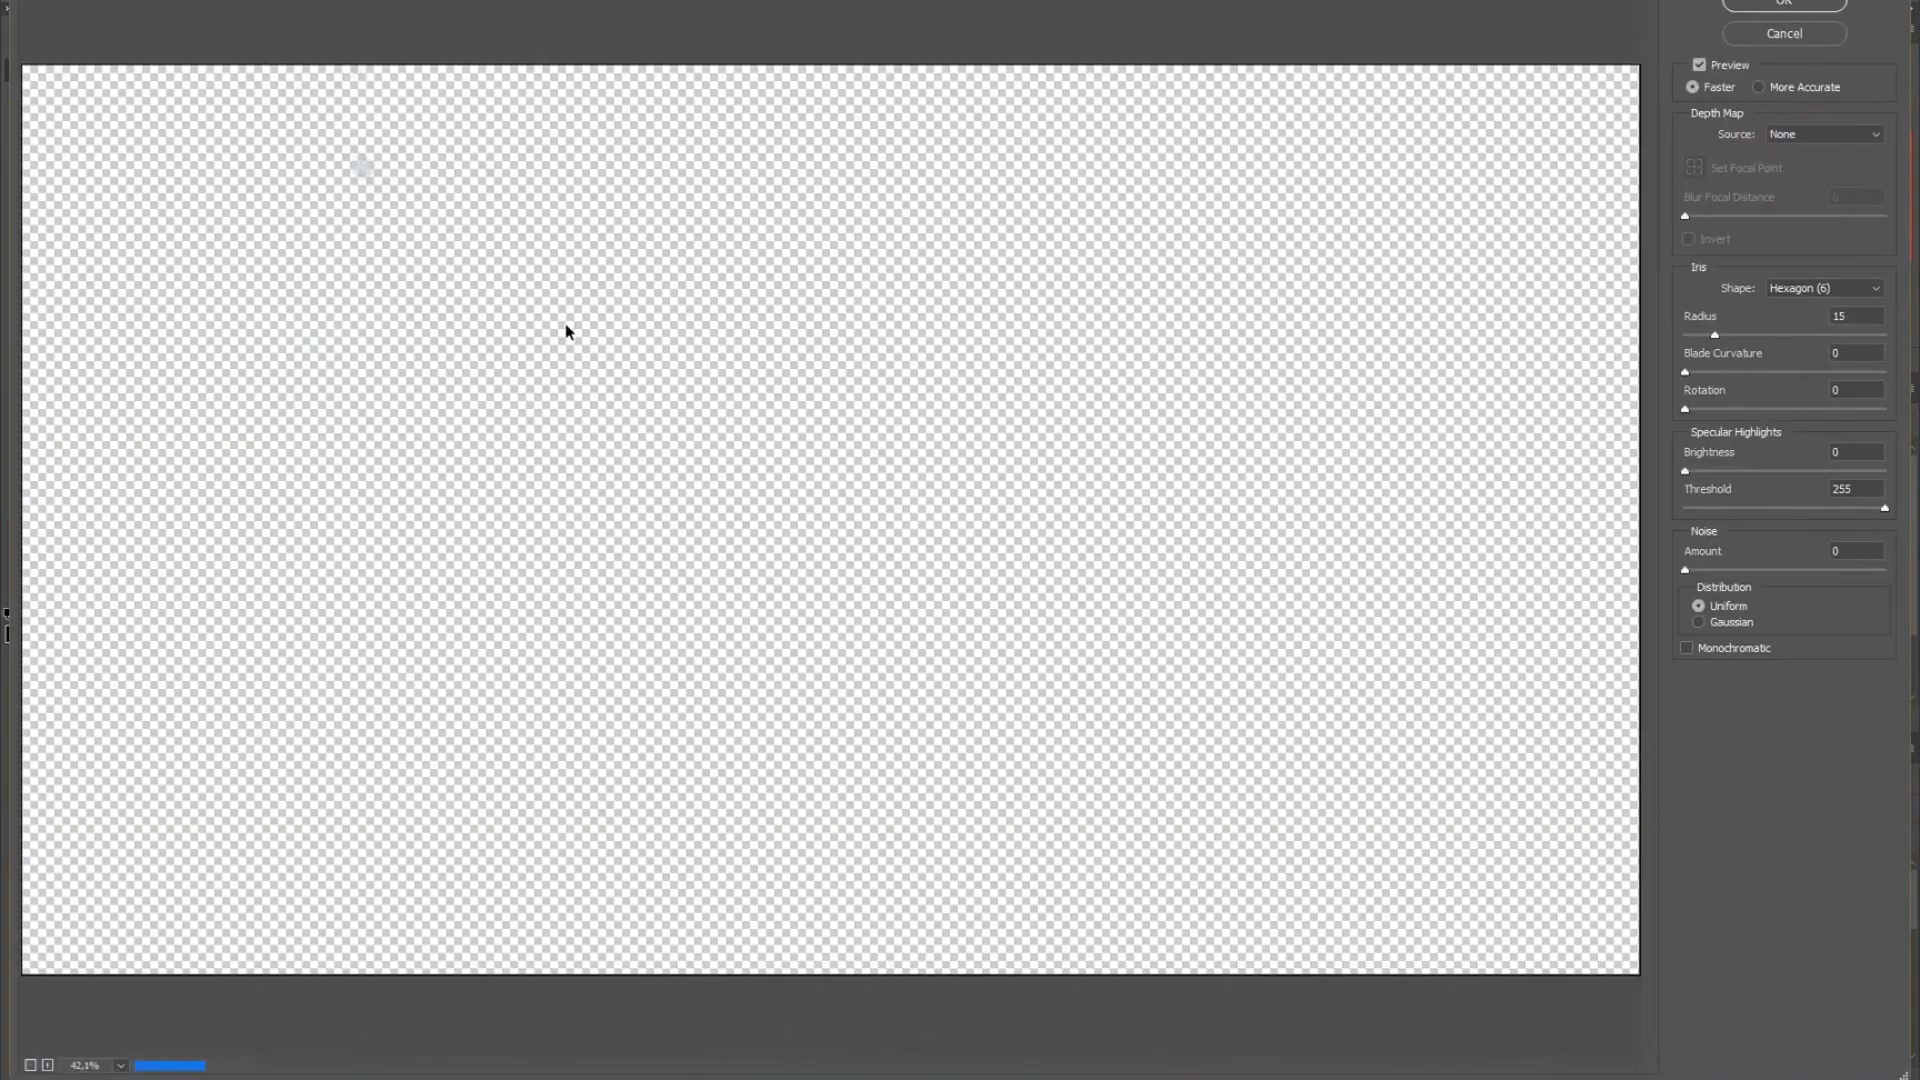 OK
Cancel
Preview
Faster More Accurate
Depth Map
Source: None
Set Focal Point
Blur Focal Distance 0
Invert
Iris
Shape: Hexagon (6)
Radius 15
Blade Curvature 0
Rotation 0
Specular Highlights
Brightness 0
Threshold 255
Noise
Amount 0
Distribution
Uniform
Gaussian
Monochromatic
42,1%